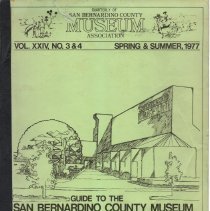 QUARTERLY OF
SAN BERNARDINO COUNTY
MUSEUM
ASSOCIATION
VOL. XXIV, NO. 3 & 4 SPRING & SUMMER, 1977
GUIDE TO THE
SAN BERNARDINO COUNTY MUSEUM